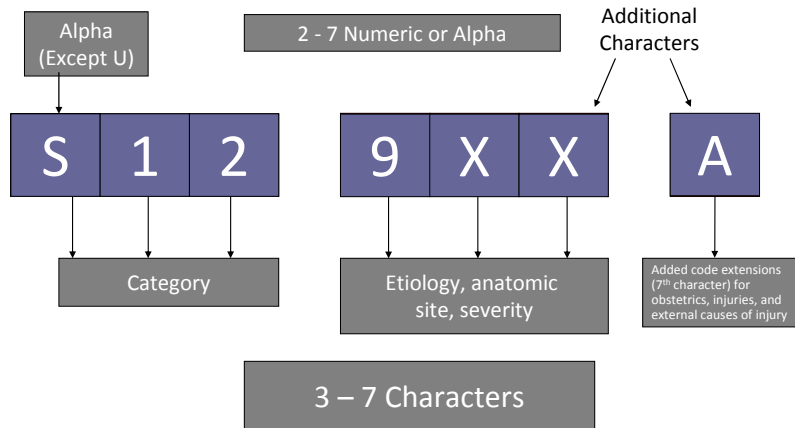 Alpha
(Except U)
2 - 7 Numeric or Alpha
Additional
Characters
S 1 2 9 X X A
Category
Etiology, anatomic
site, severity
Added code extensions
(7th character) for
obstetrics, injuries, and
external causes of injury
3 – 7 Characters